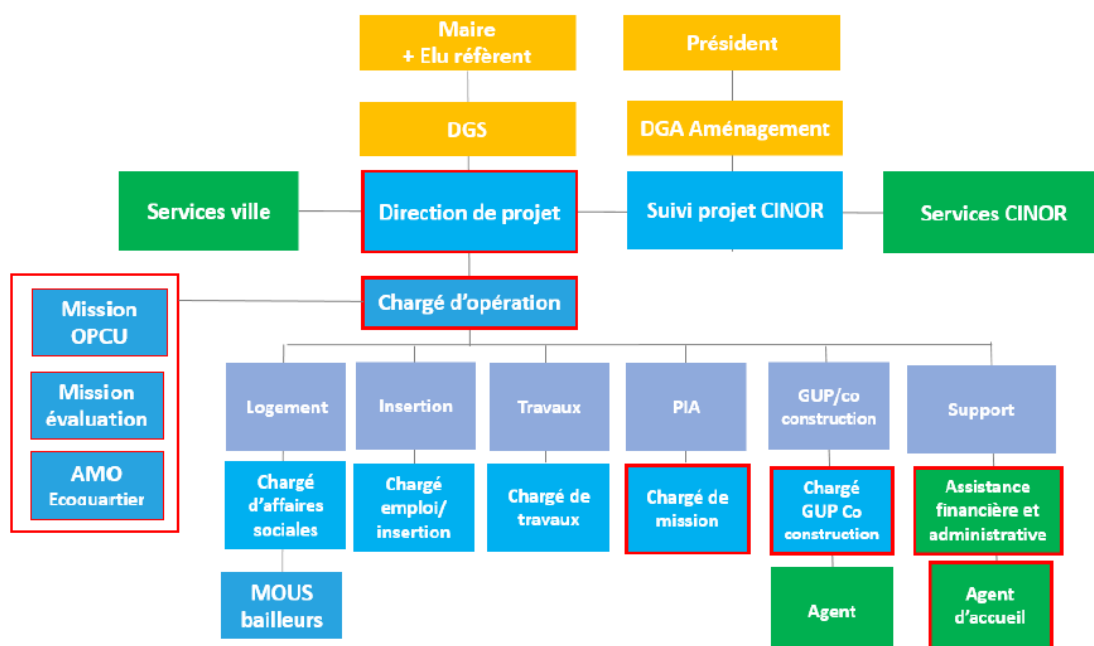 Maire
+ Elu réfèrent
Président
DGS
DGA Aménagement
Services ville
Direction de projet
Suivi projet CINOR
Services CINOR
Chargé d'opération
Mission
OPCU
Mission
évaluation
AMO
Ecoquartier
Logement
Insertion
Travaux
PIA
GUP/co
construction
Support
Chargé
d'affaires
sociales
Chargé
emploi/
insertion
Chargé de
travaux
Chargé de
mission
Chargé
GUP Co
construction
Assistance
financière et
administrative
MOUS
bailleurs
Agent
Agent
d'accueil